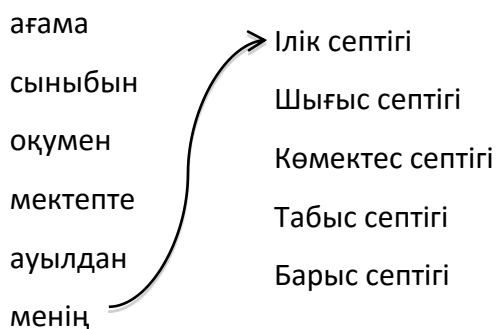 ағама
сыныбын
оқумен
мектепте
ауылдан
менің
Ілік септігі
Шығыс септігі
Көмектес септігі
Табыс септігі
Барыс септігі